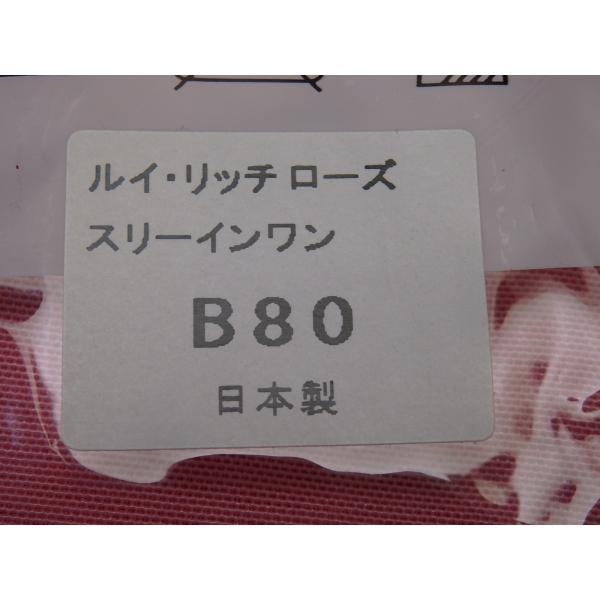 ルイ・リッチ ローズ
スリーインワン
B80
日本製